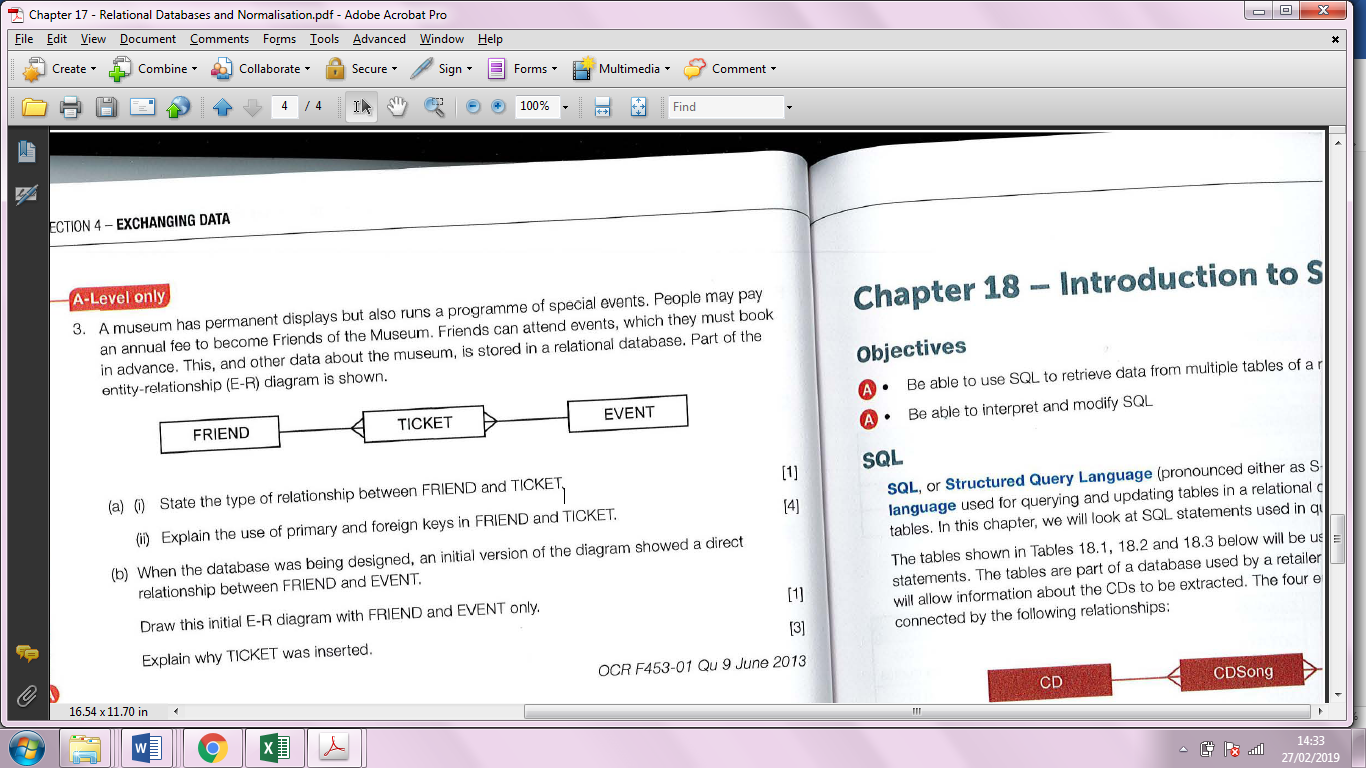 Chapter 17 - Relational Databases and Normalisation.pdf - Adobe Acrobat Pro
File Edit View Document Comments Forms Tools Advanced Window Help
Create Combine Collaborate Secure Sign Forms Multimedia Comment
4 / 4 100% Find
ECTION 4 – EXCHANGING DATA
A-Level only
3. A museum has permanent displays but also runs a programme of special events. People may pay
an annual fee to become Friends of the Museum. Friends can attend events, which they must book
in advance. This, and other data about the museum, is stored in a relational database. Part of the
entity-relationship (E-R) diagram is shown.
FRIEND TICKET EVENT
(a) (i) State the type of relationship between FRIEND and TICKET. [1]
(ii) Explain the use of primary and foreign keys in FRIEND and TICKET. [4]
(b) When the database was being designed, an initial version of the diagram showed a direct
relationship between FRIEND and EVENT.
Draw this initial E-R diagram with FRIEND and EVENT only. [1]
Explain why TICKET was inserted. [3]
OCR F453-01 Qu 9 June 2013
Chapter 18 – Introduction to S
Objectives
A • Be able to use SQL to retrieve data from multiple tables of a r
A • Be able to interpret and modify SQL
SQL
SQL, or Structured Query Language (pronounced either as S-
language used for querying and updating tables in a relational d
tables. In this chapter, we will look at SQL statements used in qu
The tables shown in Tables 18.1, 18.2 and 18.3 below will be us
statements. The tables are part of a database used by a retailer
will allow information about the CDs to be extracted. The four e
connected by the following relationships:
CD CDSong
16.54 x 11.70 in
14:33
27/02/2019